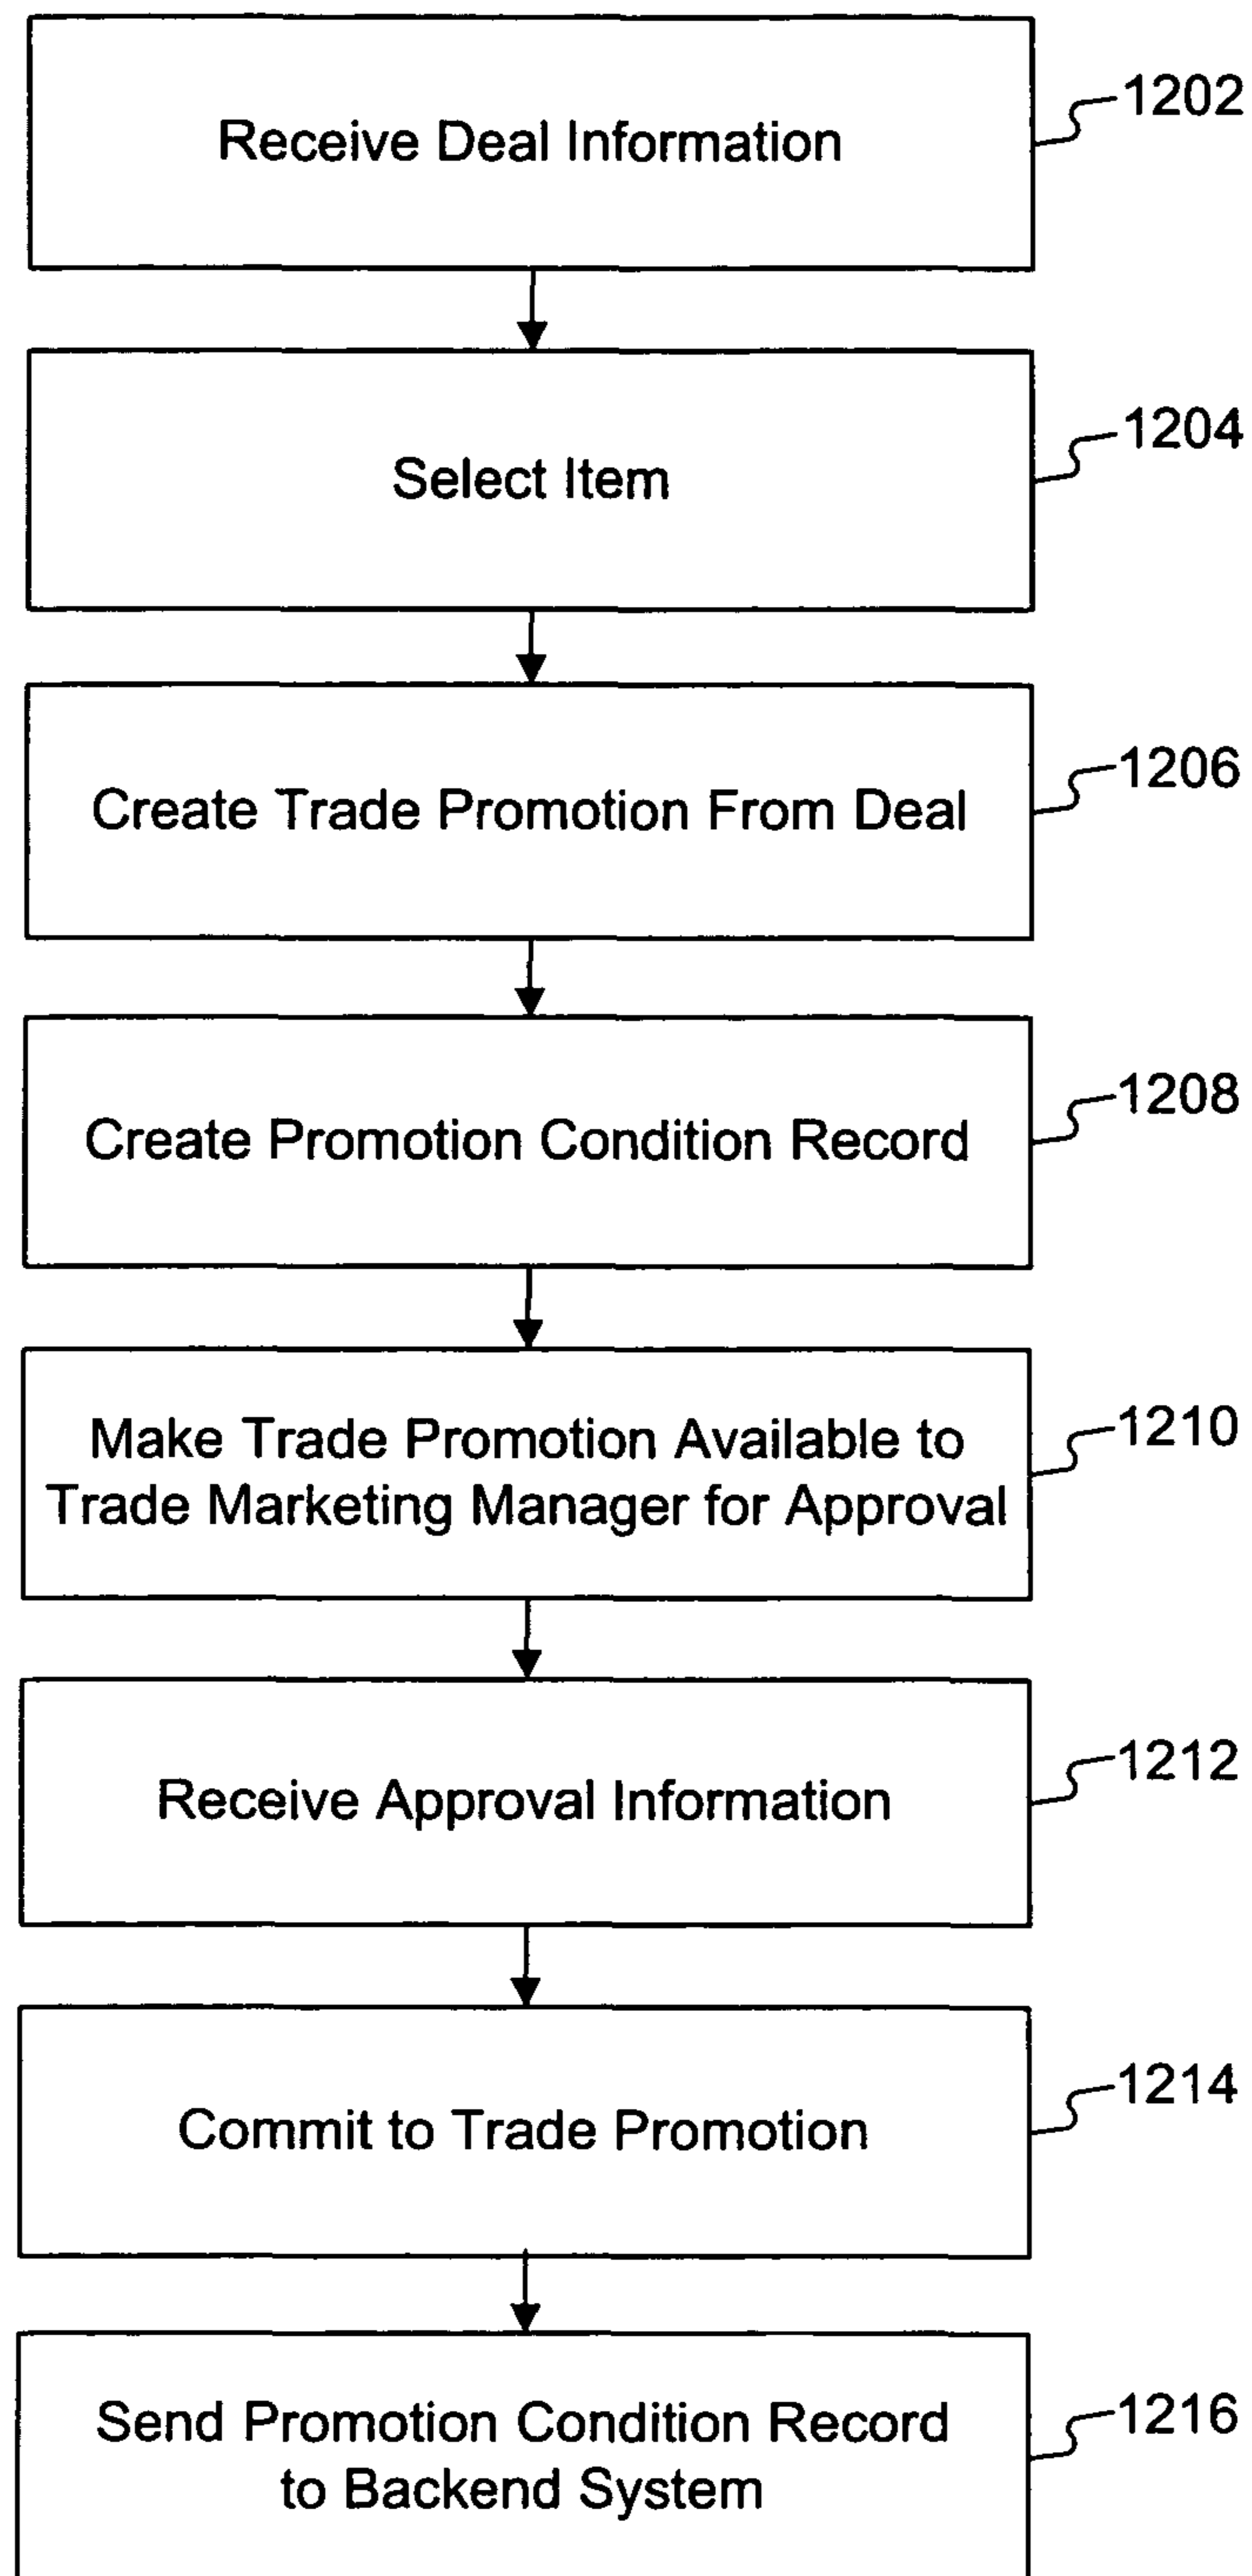 Receive Deal Information
1202
Select Item
1204
Create Trade Promotion From Deal
1206
Create Promotion Condition Record
1208
Make Trade Promotion Available to
Trade Marketing Manager for Approval
1210
Receive Approval Information
1212
Commit to Trade Promotion
1214
Send Promotion Condition Record
to Backend System
1216